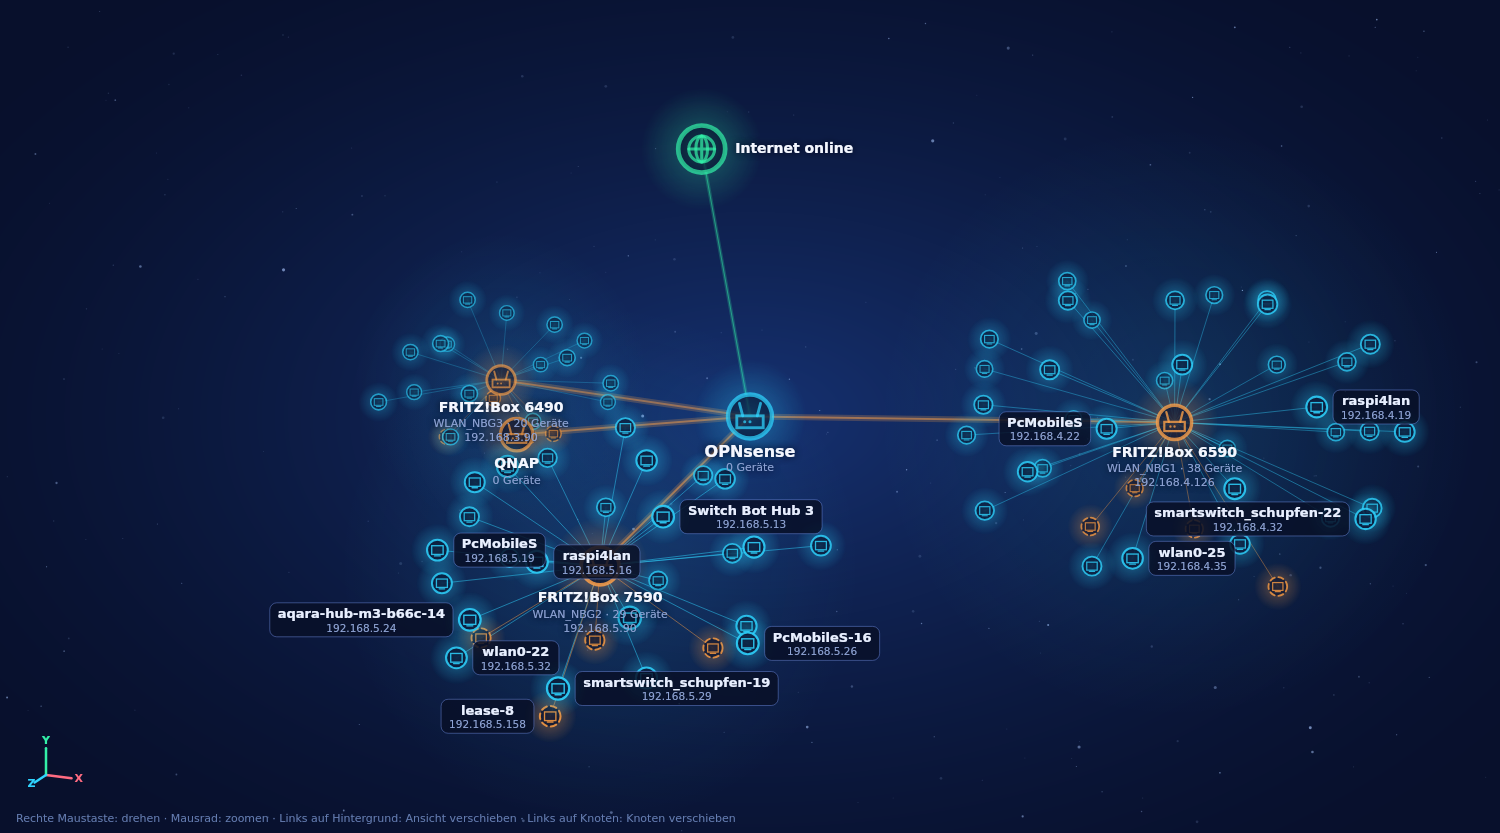 Internet online
FRITZ!Box 6490
WLAN_NBG3 · 20 Geräte
192.168.3.90
QNAP
0 Geräte
OPNsense
0 Geräte
PcMobileS
192.168.4.22
raspi4lan
192.168.4.19
FRITZ!Box 6590
WLAN_NBG1 · 38 Geräte
192.168.4.126
smartswitch_schupfen-22
192.168.4.32
wlan0-25
192.168.4.35
Switch Bot Hub 3
192.168.5.13
PcMobileS
192.168.5.19
raspi4lan
192.168.5.16
FRITZ!Box 7590
WLAN_NBG2 · 29 Geräte
192.168.5.90
aqara-hub-m3-b66c-14
192.168.5.24
wlan0-22
192.168.5.32
PcMobileS-16
192.168.5.26
smartswitch_schupfen-19
192.168.5.29
lease-8
192.168.5.158
Y
Z
X
Rechte Maustaste: drehen · Mausrad: zoomen · Links auf Hintergrund: Ansicht verschieben · Links auf Knoten: Knoten verschieben